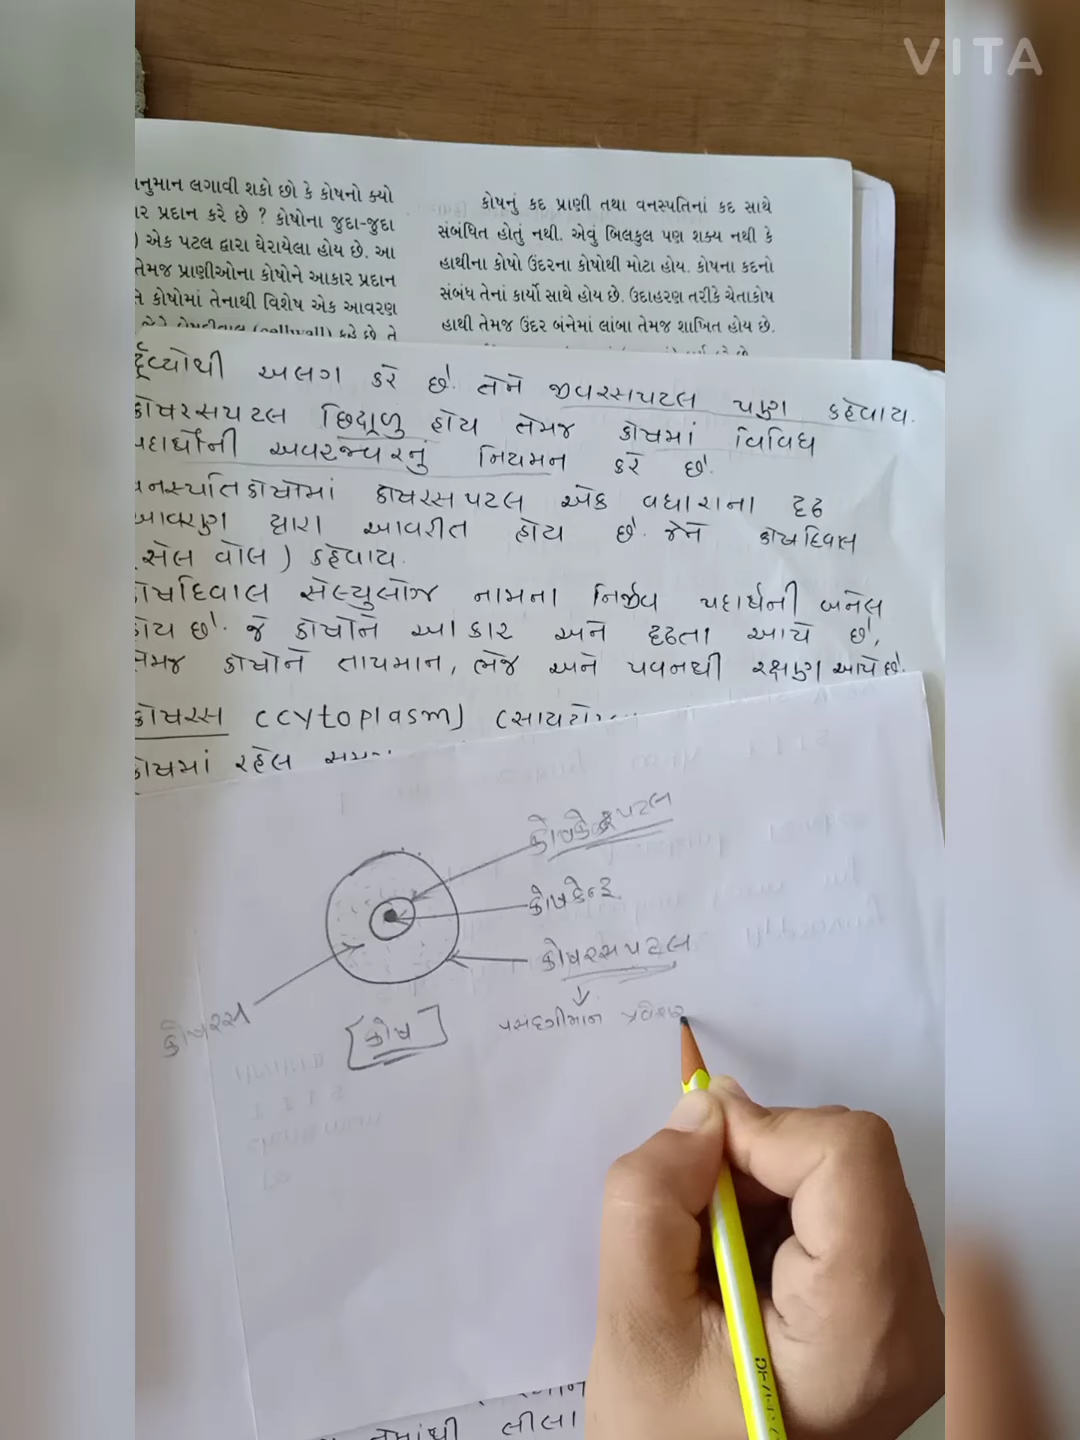 VITA
નુમાન લગાવી શકો છો કે કોષનો ક્યો
ર પ્રદાન કરે છે ? કોષોના જુદા-જુદા
) એક પટલ દ્વારા ઘેરાયેલા હોય છે. આ
તેમજ પ્રાણીઓના કોષોને આકાર પ્રદાન
કોષોમાં તેનાથી વિશેષ એક આવરણ
(cellwall) કહે છે. તે
કોષનું કદ પ્રાણી તથા વનસ્પતિનાં કદ સાથે
સંબંધિત હોતું નથી. એવું બિલકુલ પણ શક્ય નથી કે
હાથીના કોષો ઉંદરના કોષોથી મોટા હોય. કોષના કદનો
સંબંધ તેનાં કાર્યો સાથે હોય છે. ઉદાહરણ તરીકે ચેતાકોષ
હાથી તેમજ ઉંદર બંનેમાં લાંબા તેમજ શાખિત હોય છે.
દ્રવ્યોથી અલગ કરે છે. તેને જીવરસપટલ પણ કહેવાય.
કોષરસપટલ છિદ્રાળુ હોય તેમજ કોષમાં વિવિધ
પદાર્થોની અવરજવરનું નિયમન કરે છે.
વનસ્પતિકોષોમાં કોષરસપટલ એક વધારાના દૃઢ
આવરણ દ્વારા આવરીત હોય છે. જેને કોષદિવાલ
(સેલ વોલ) કહેવાય.
કોષદિવાલ સેલ્યુલોઝ નામના નિર્જીવ પદાર્થની બનેલ
હોય છે. જે કોષોને આકાર અને દૃઢતા આપે છે,
તેમજ કોષોને તાપમાન, ભેજ અને પવનથી રક્ષણ આપે છે.
કોષરસ (cytoplasm) (સાયટો
કોષમાં રહેલ
કોષકેન્દ્રપટલ
કોષકેન્દ્ર
કોષરસપટલ
કોષરસ
[કોષ]
પસંદગીમાન
લીલા